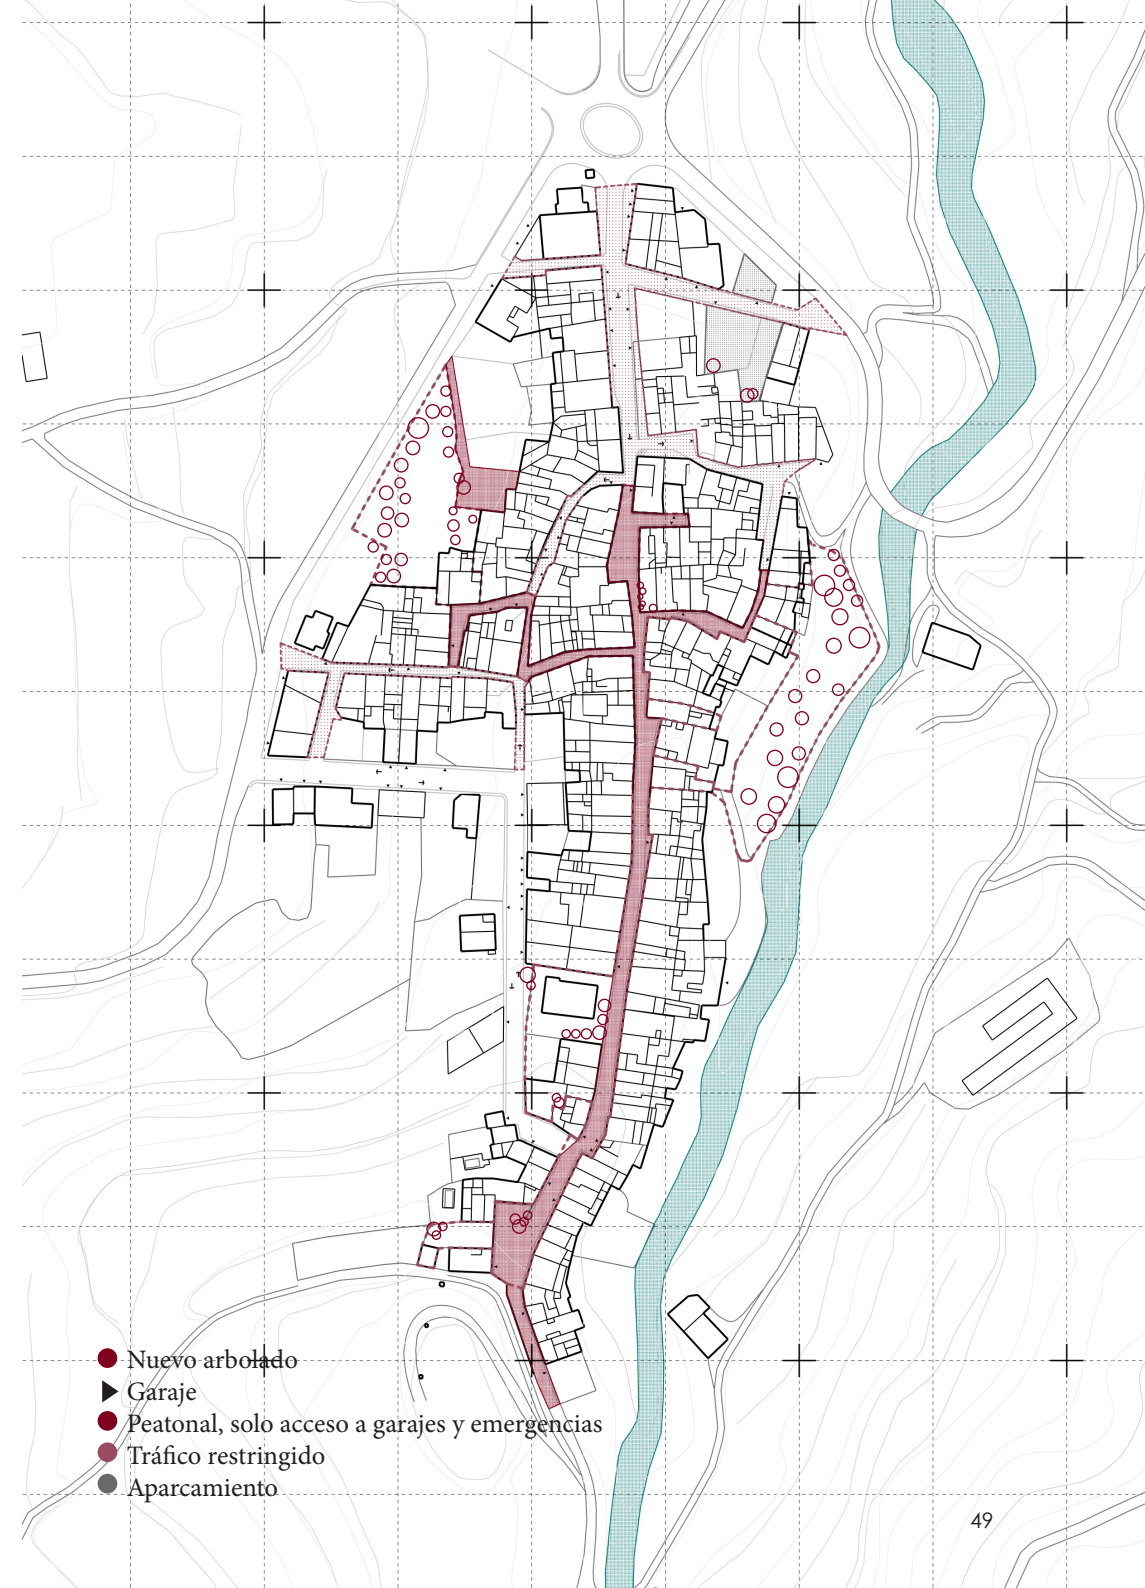 Nuevo arbolado
Garaje
Peatonal, solo acceso a garajes y emergencias
Tráfico restringido
Aparcamiento
49